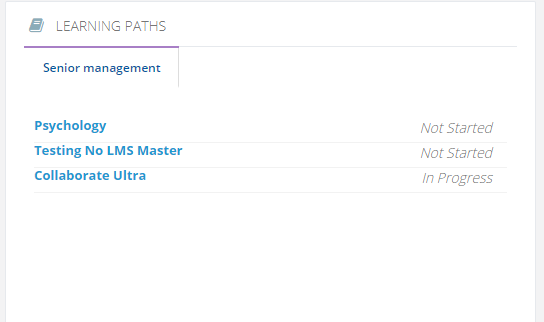 LEARNING PATHS
Senior management
Psychology Not Started
Testing No LMS Master Not Started
Collaborate Ultra In Progress